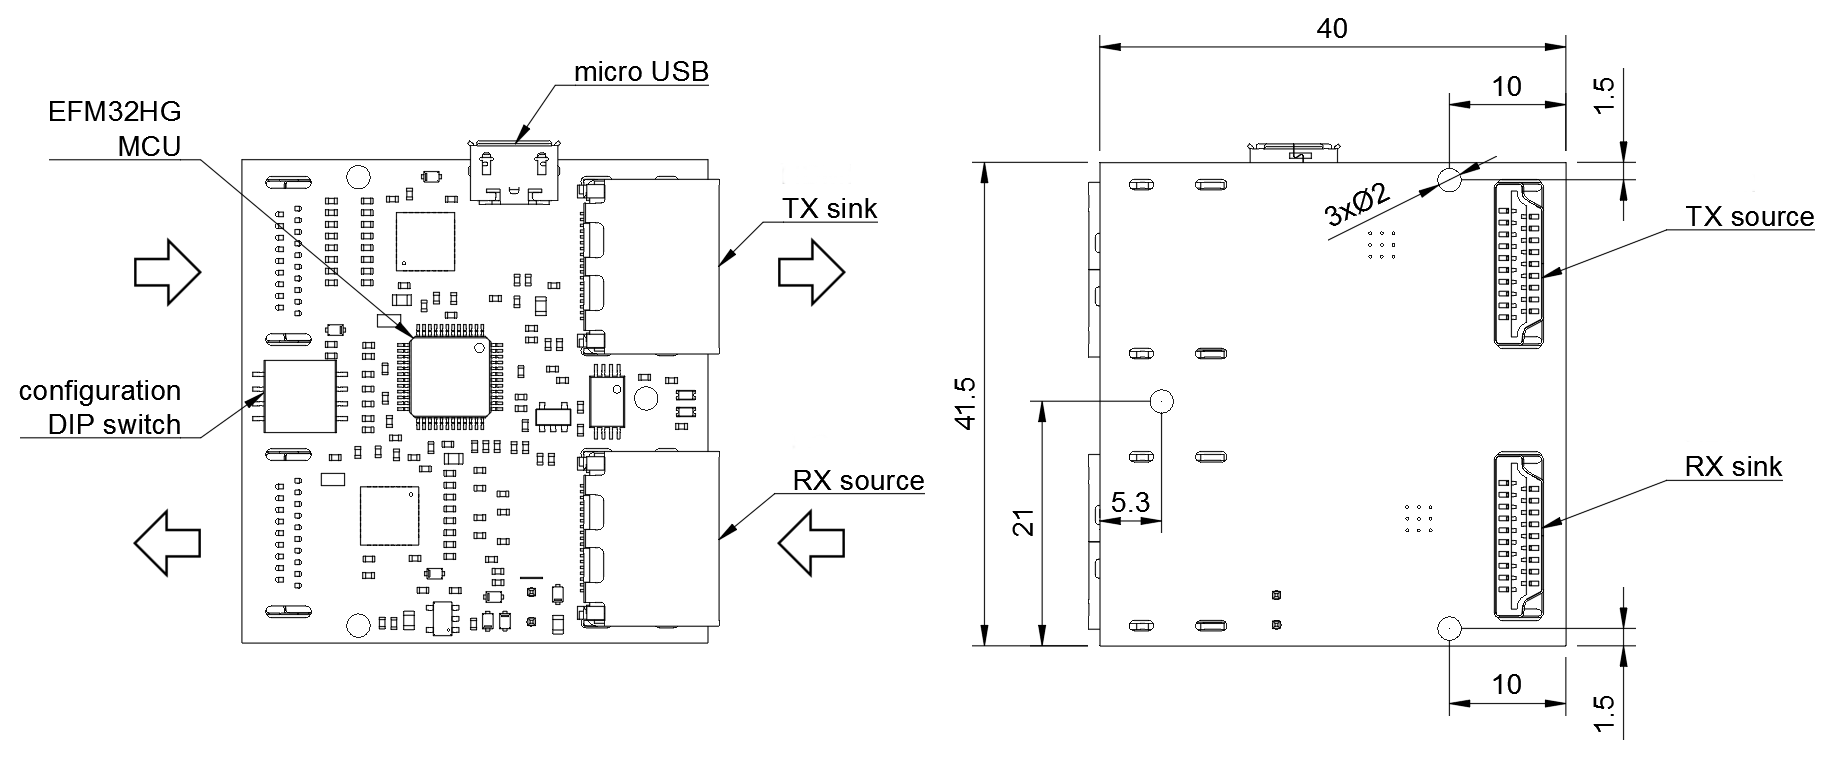 micro USB
EFM32HG
MCU
TX sink
configuration
DIP switch
RX source
40
10
1.5
3xØ2
TX source
41.5
RX sink
5.3
21
10
1.5